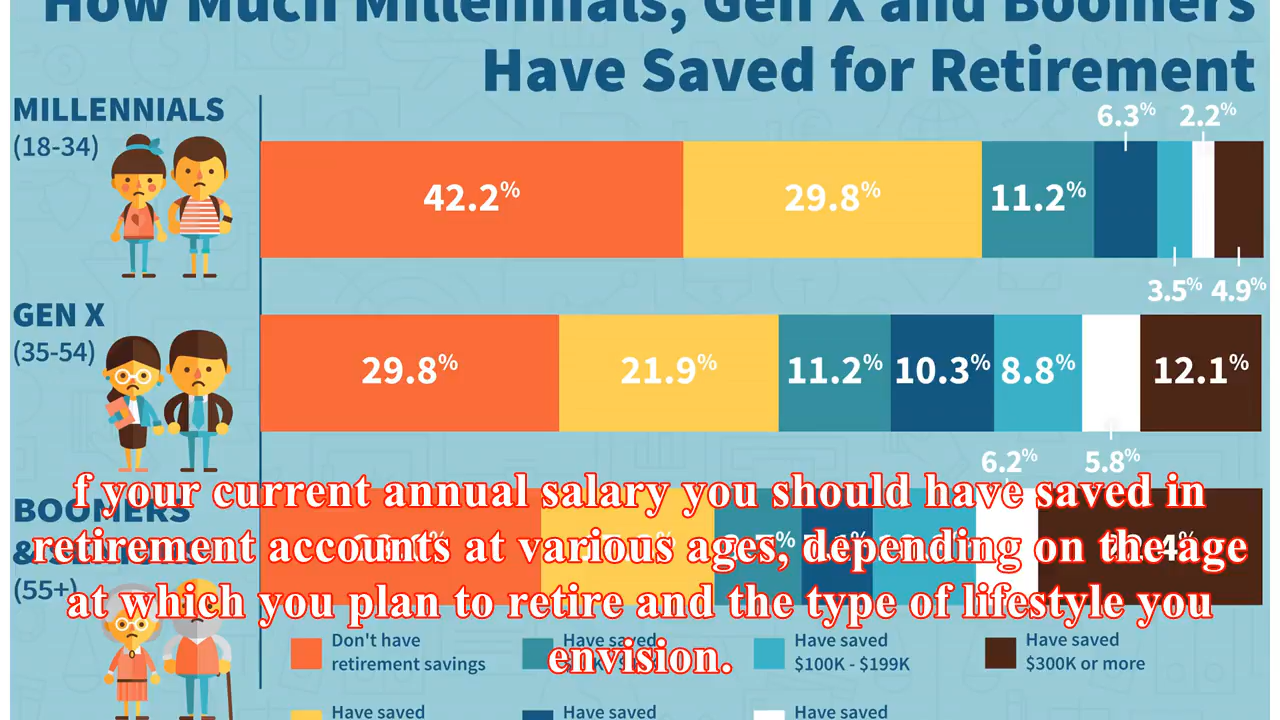 How Much Millennials, Gen X and Boomers
Have Saved for Retirement
MILLENNIALS
(18-34)
6.3% 2.2%
42.2% 29.8% 11.2%
3.5% 4.9%
GEN X
(35-54)
29.8% 21.9% 11.2% 10.3% 8.8% 12.1%
6.2% 5.8%
f your current annual salary you should have saved in
BOOMERS
retirement accounts at various ages, depending on the age
(55+)
at which you plan to retire and the type of lifestyle you
envision.
Don't have
retirement savings
Have saved
Have saved
$100K - $199K
Have saved
$300K or more
Have saved
Have saved
Have saved